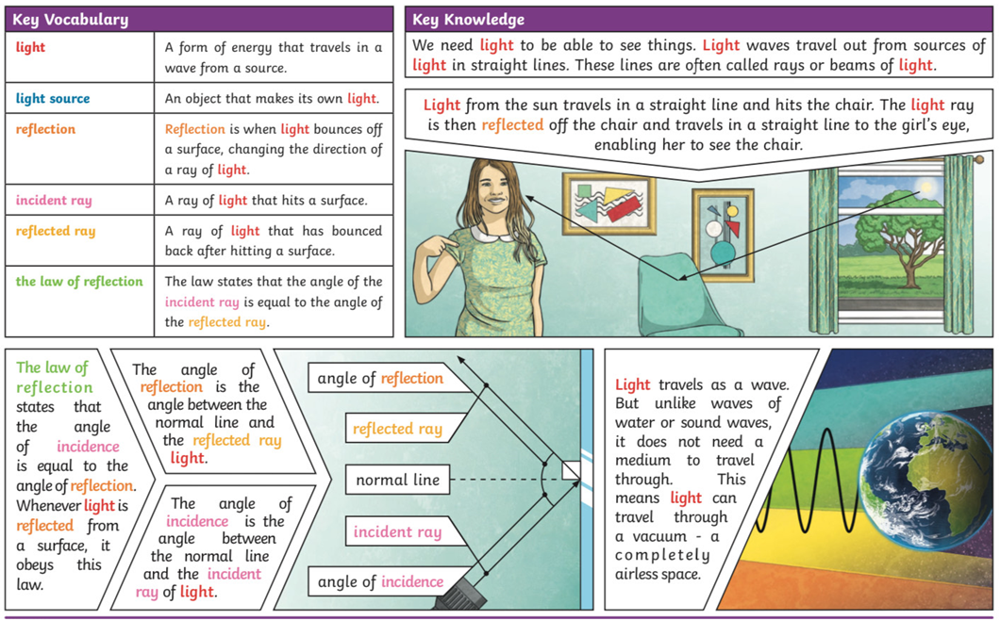 Key Vocabulary
light
A form of energy that travels in a
wave from a source.
light source
An object that makes its own light.
reflection
Reflection is when light bounces off
a surface, changing the direction of
a ray of light.
incident ray
A ray of light that hits a surface.
reflected ray
A ray of light that has bounced
back after hitting a surface.
the law of reflection
The law states that the angle of the
incident ray is equal to the angle of
the reflected ray.
Key Knowledge
We need light to be able to see things. Light waves travel out from sources of
light in straight lines. These lines are often called rays or beams of light.
Light from the sun travels in a straight line and hits the chair. The light ray
is then reflected off the chair and travels in a straight line to the girl's eye,
enabling her to see the chair.
The law of
reflection
states that
the angle
of incidence
is equal to the
angle of reflection.
Whenever light is
reflected from
a surface, it
obeys this
law.
The angle of
reflection is the
angle between the
normal line and
the reflected ray
light.
The angle of
incidence is the
angle between
the normal line
and the incident
ray of light.
angle of reflection
reflected ray
normal line
incident ray
angle of incidence
Light travels as a wave.
But unlike waves of
water or sound waves,
it does not need a
medium to travel
through. This
means light can
travel through
a vacuum - a
completely
airless space.